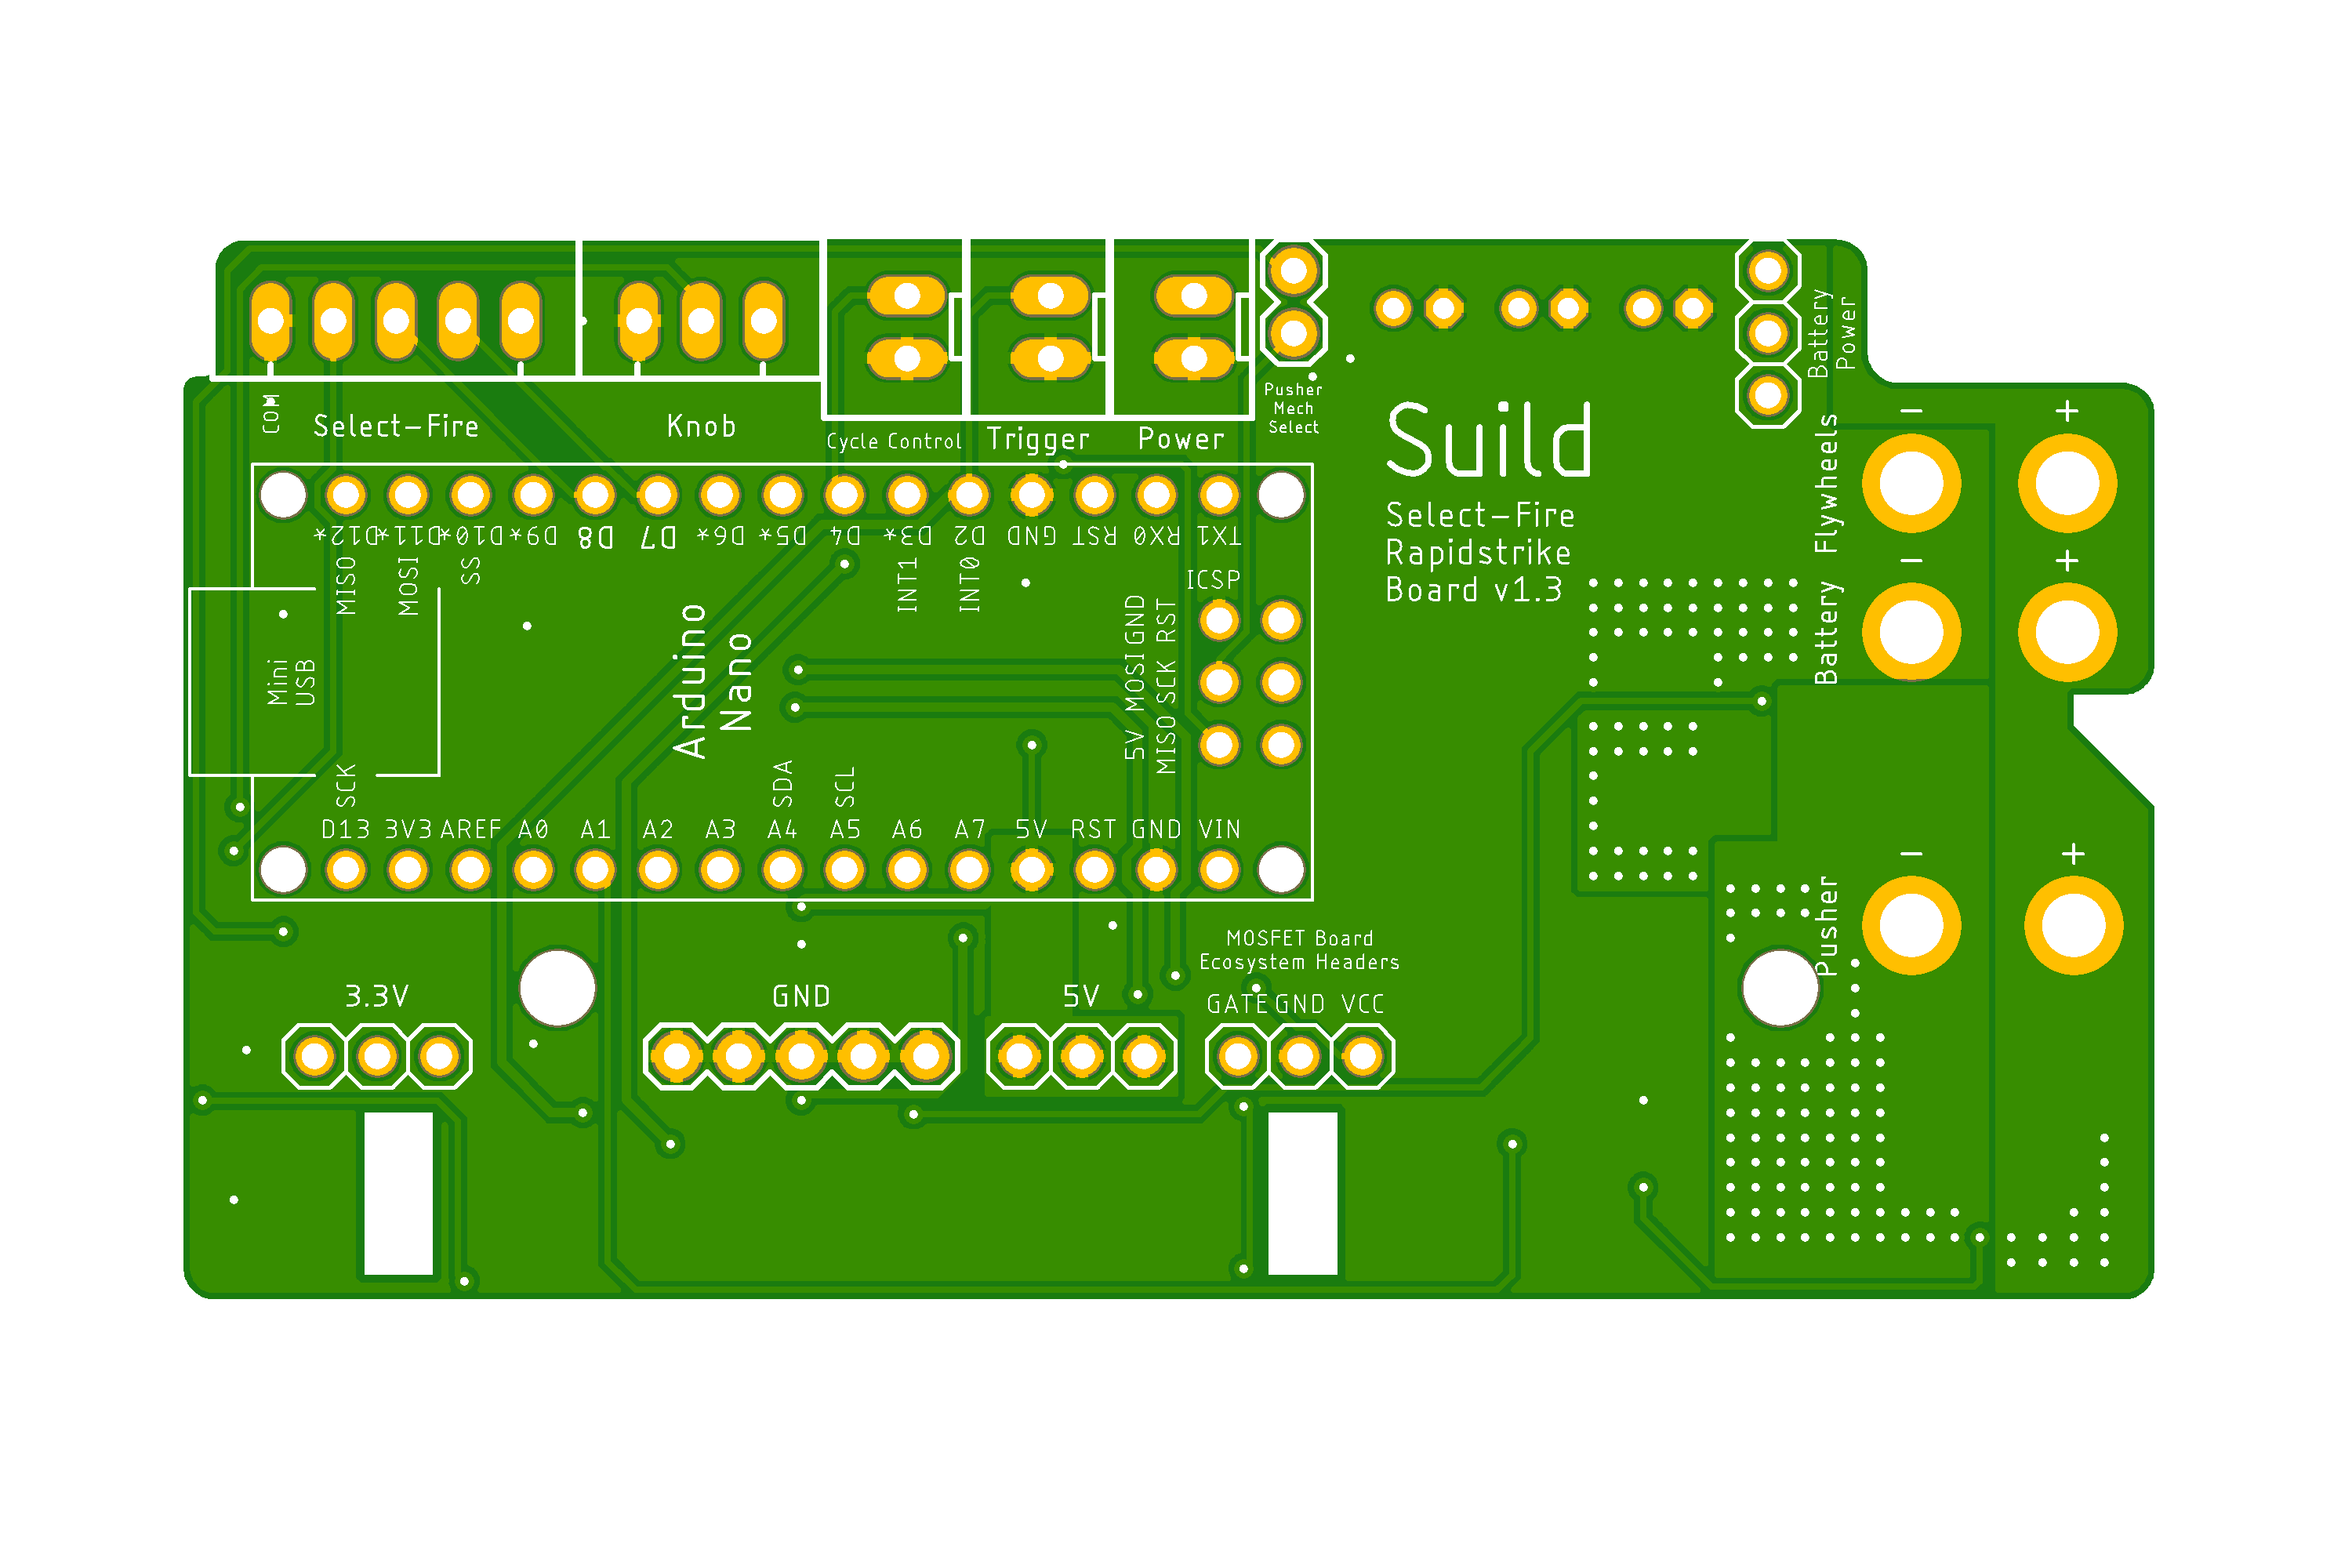 COM
Select-Fire
Knob
Cycle Control
Trigger
Power
Pusher
Mech
Select
Battery
Power
Suild
Select-Fire
Rapidstrike
Board v1.3
- +
Flywheels
- +
Battery
D12*
D11*
D10*
D9*
D8
D7
D6*
D5*
D4
D3*
D2
GND
RST
RX0
TX1
MISO
MOSI
SS
INT1
INT0
ICSP
GND
RST
MOSI
SCK
5V
MISO
Arduino
Nano
Mini
USB
SCK
SDA
SCL
D13 3V3 AREF A0 A1 A2 A3 A4 A5 A6 A7 5V RST GND VIN
- +
Pusher
MOSFET Board
Ecosystem Headers
3.3V
GND
5V
GATE GND VCC